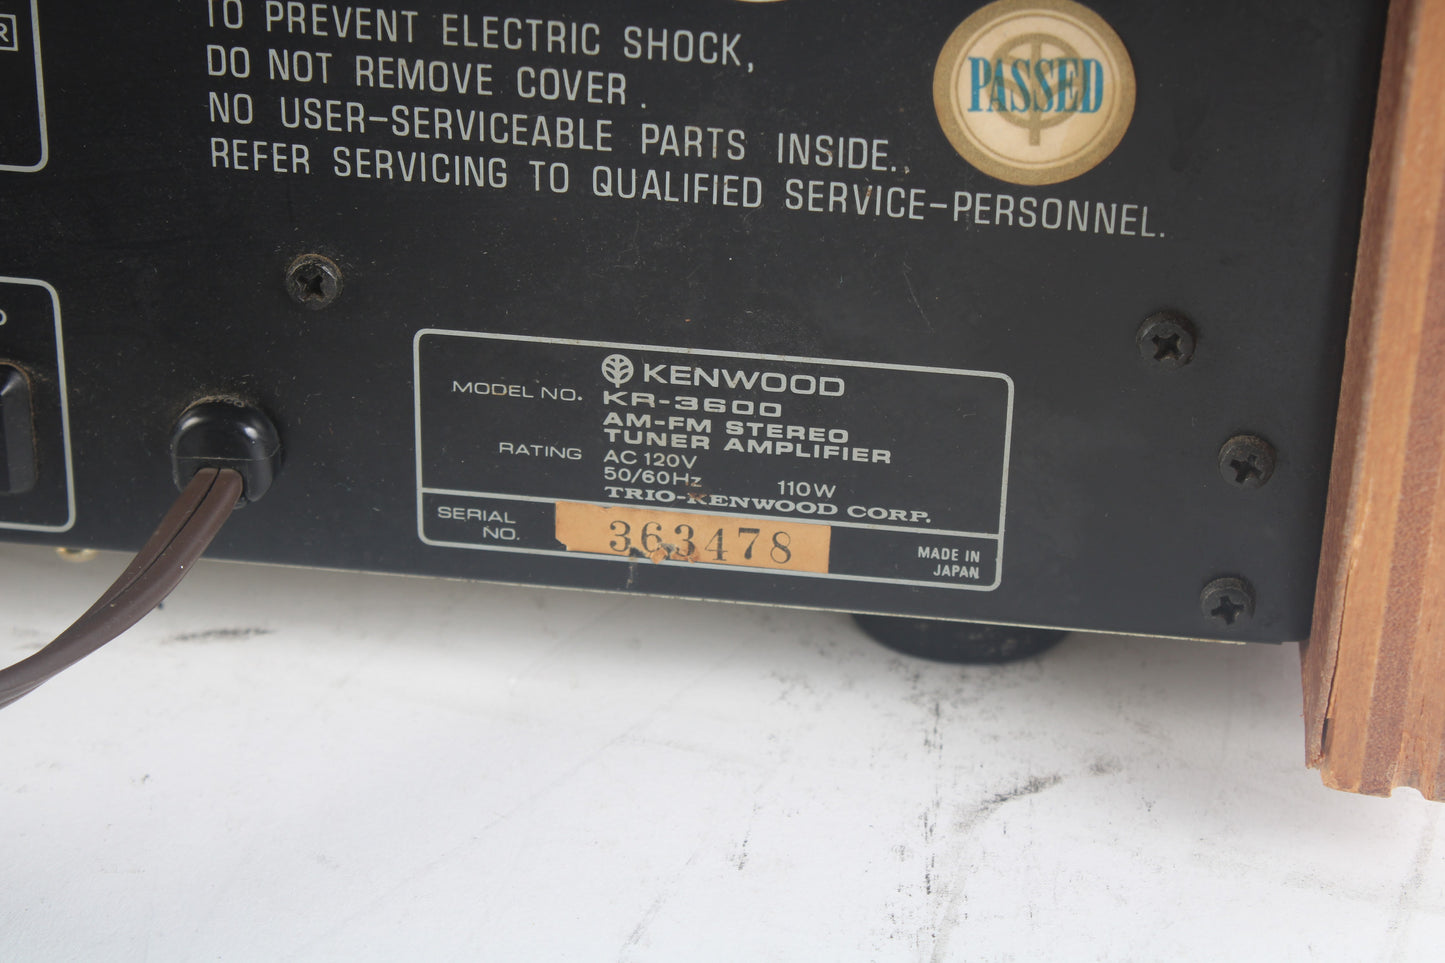 R
TO PREVENT ELECTRIC SHOCK,
DO NOT REMOVE COVER.
NO USER-SERVICEABLE PARTS INSIDE.
REFER SERVICING TO QUALIFIED SERVICE-PERSONNEL.
PASSED
KENWOOD
MODEL NO. KR-3600
AM-FM STEREO
TUNER AMPLIFIER
RATING AC 120V
50/60Hz 110W
TRIO-KENWOOD CORP.
SERIAL NO. 363478
MADE IN
JAPAN